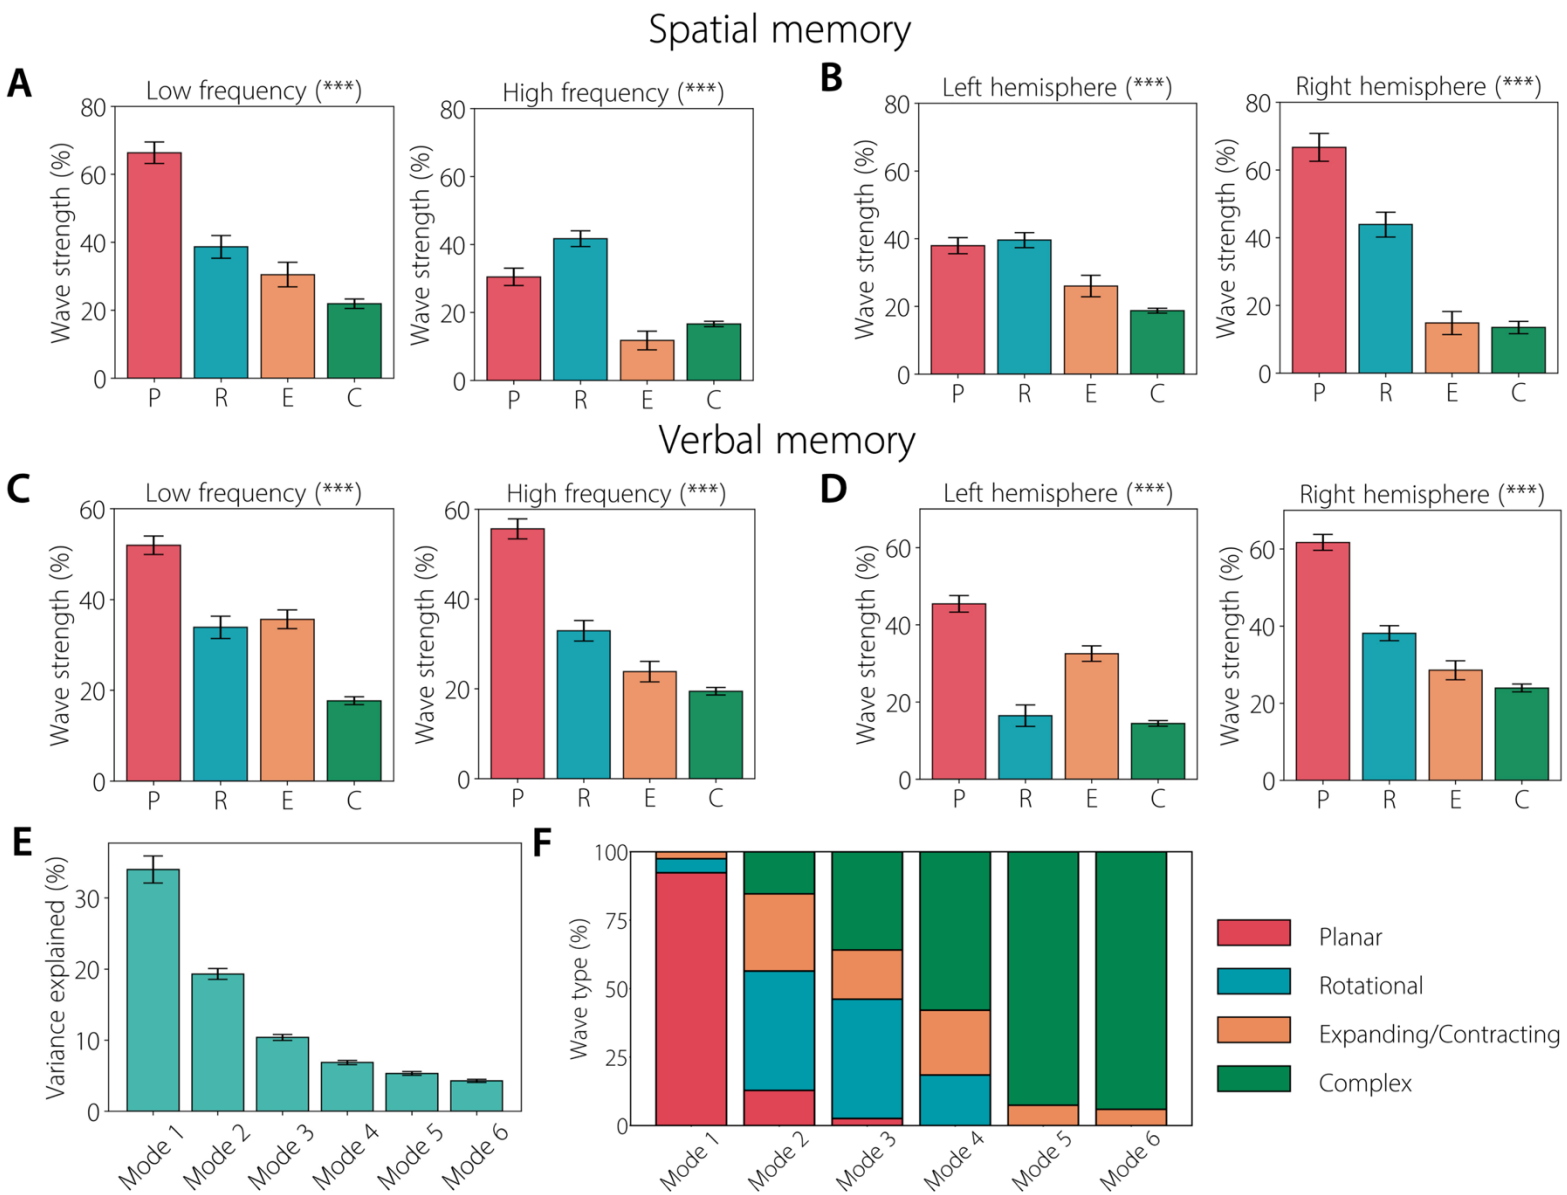 Spatial memory
A
Low frequency (***)
Wave strength (%)
80
60
40
20
0
P R E C
High frequency (***)
Wave strength (%)
80
60
40
20
0
P R E C
B
Left hemisphere (***)
Wave strength (%)
80
60
40
20
0
P R E C
Right hemisphere (***)
Wave strength (%)
80
60
40
20
0
P R E C
Verbal memory
C
Low frequency (***)
Wave strength (%)
60
40
20
0
P R E C
High frequency (***)
Wave strength (%)
60
40
20
0
P R E C
D
Left hemisphere (***)
Wave strength (%)
60
40
20
0
P R E C
Right hemisphere (***)
Wave strength (%)
60
40
20
0
P R E C
E
Variance explained (%)
30
20
10
0
Mode 1 Mode 2 Mode 3 Mode 4 Mode 5 Mode 6
F
Wave type (%)
100
75
50
25
0
Mode 1 Mode 2 Mode 3 Mode 4 Mode 5 Mode 6
Planar
Rotational
Expanding/Contracting
Complex